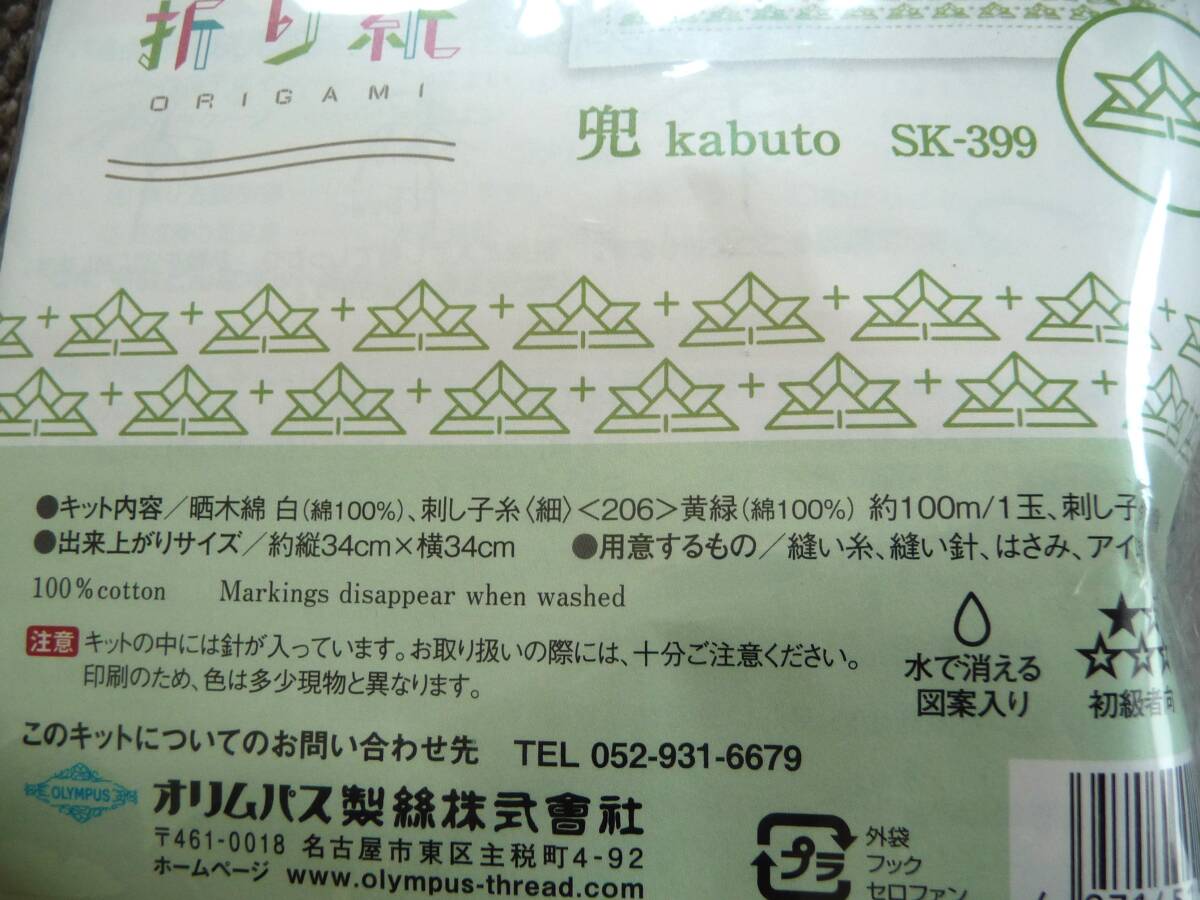 折り紙
ORIGAMI
兜 kabuto SK-399
●キット内容／晒木綿 白(綿100%)、刺し子糸〈細〉<206>黄緑(綿100%) 約100m/1玉、刺し子
●出来上がりサイズ／約縦34cm×横34cm ●用意するもの／縫い糸、縫い針、はさみ、アイ
100%cotton Markings disappear when washed
注意 キットの中には針が入っています。お取り扱いの際には、十分ご注意ください。
印刷のため、色は多少現物と異なります。
水で消える
図案入り
初級者向
このキットについてのお問い合わせ先 TEL 052-931-6679
OLYMPUS オリムパス製絲株式會社
〒461-0018 名古屋市東区主税町4-92
ホームページ www.olympus-thread.com
プラ
外袋
フック
セロファン